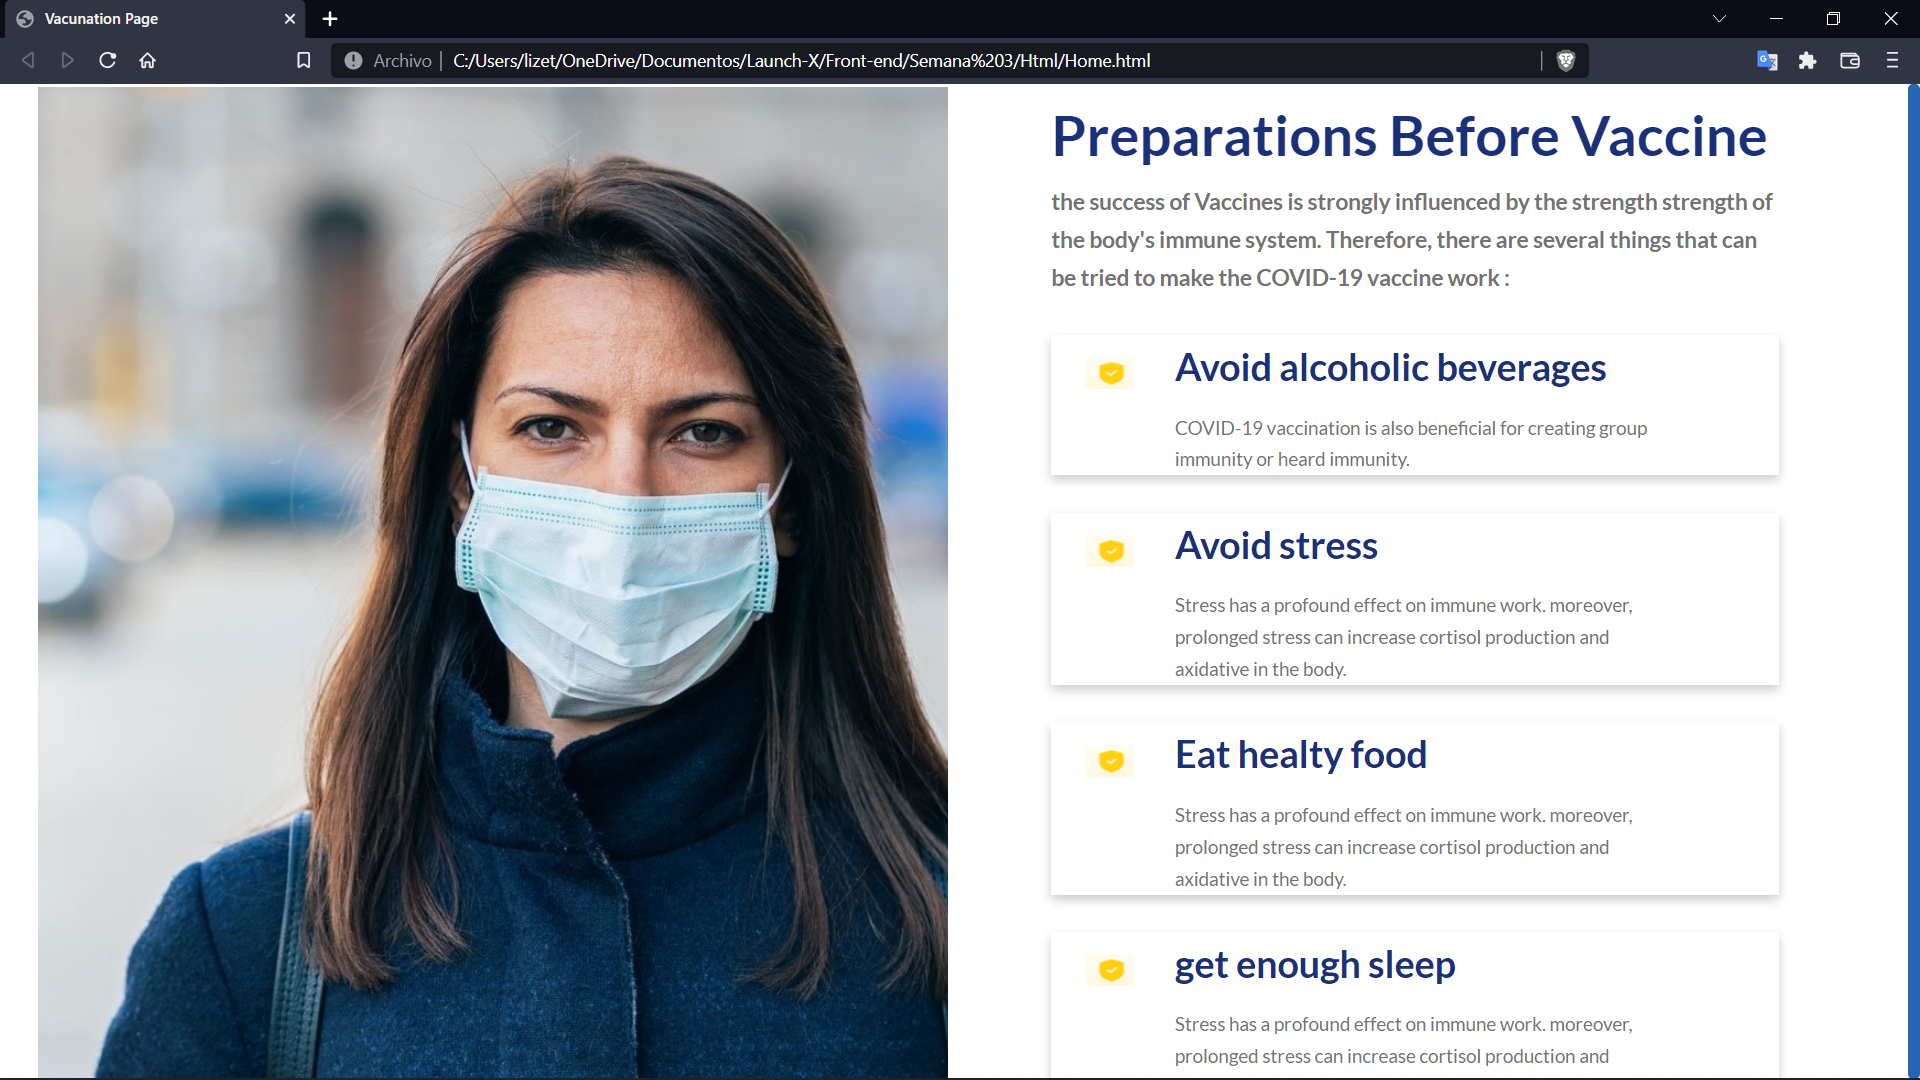 Vacunation Page
Archivo
C:/Users/lizet/OneDrive/Documentos/Launch-X/Front-end/Semana%203/Html/Home.html
Preparations Before Vaccine
the success of Vaccines is strongly influenced by the strength strength of
the body's immune system. Therefore, there are several things that can
be tried to make the COVID-19 vaccine work :
Avoid alcoholic beverages
COVID-19 vaccination is also beneficial for creating group
immunity or heard immunity.
Avoid stress
Stress has a profound effect on immune work. moreover,
prolonged stress can increase cortisol production and
axidative in the body.
Eat healty food
Stress has a profound effect on immune work. moreover,
prolonged stress can increase cortisol production and
axidative in the body.
get enough sleep
Stress has a profound effect on immune work. moreover,
prolonged stress can increase cortisol production and